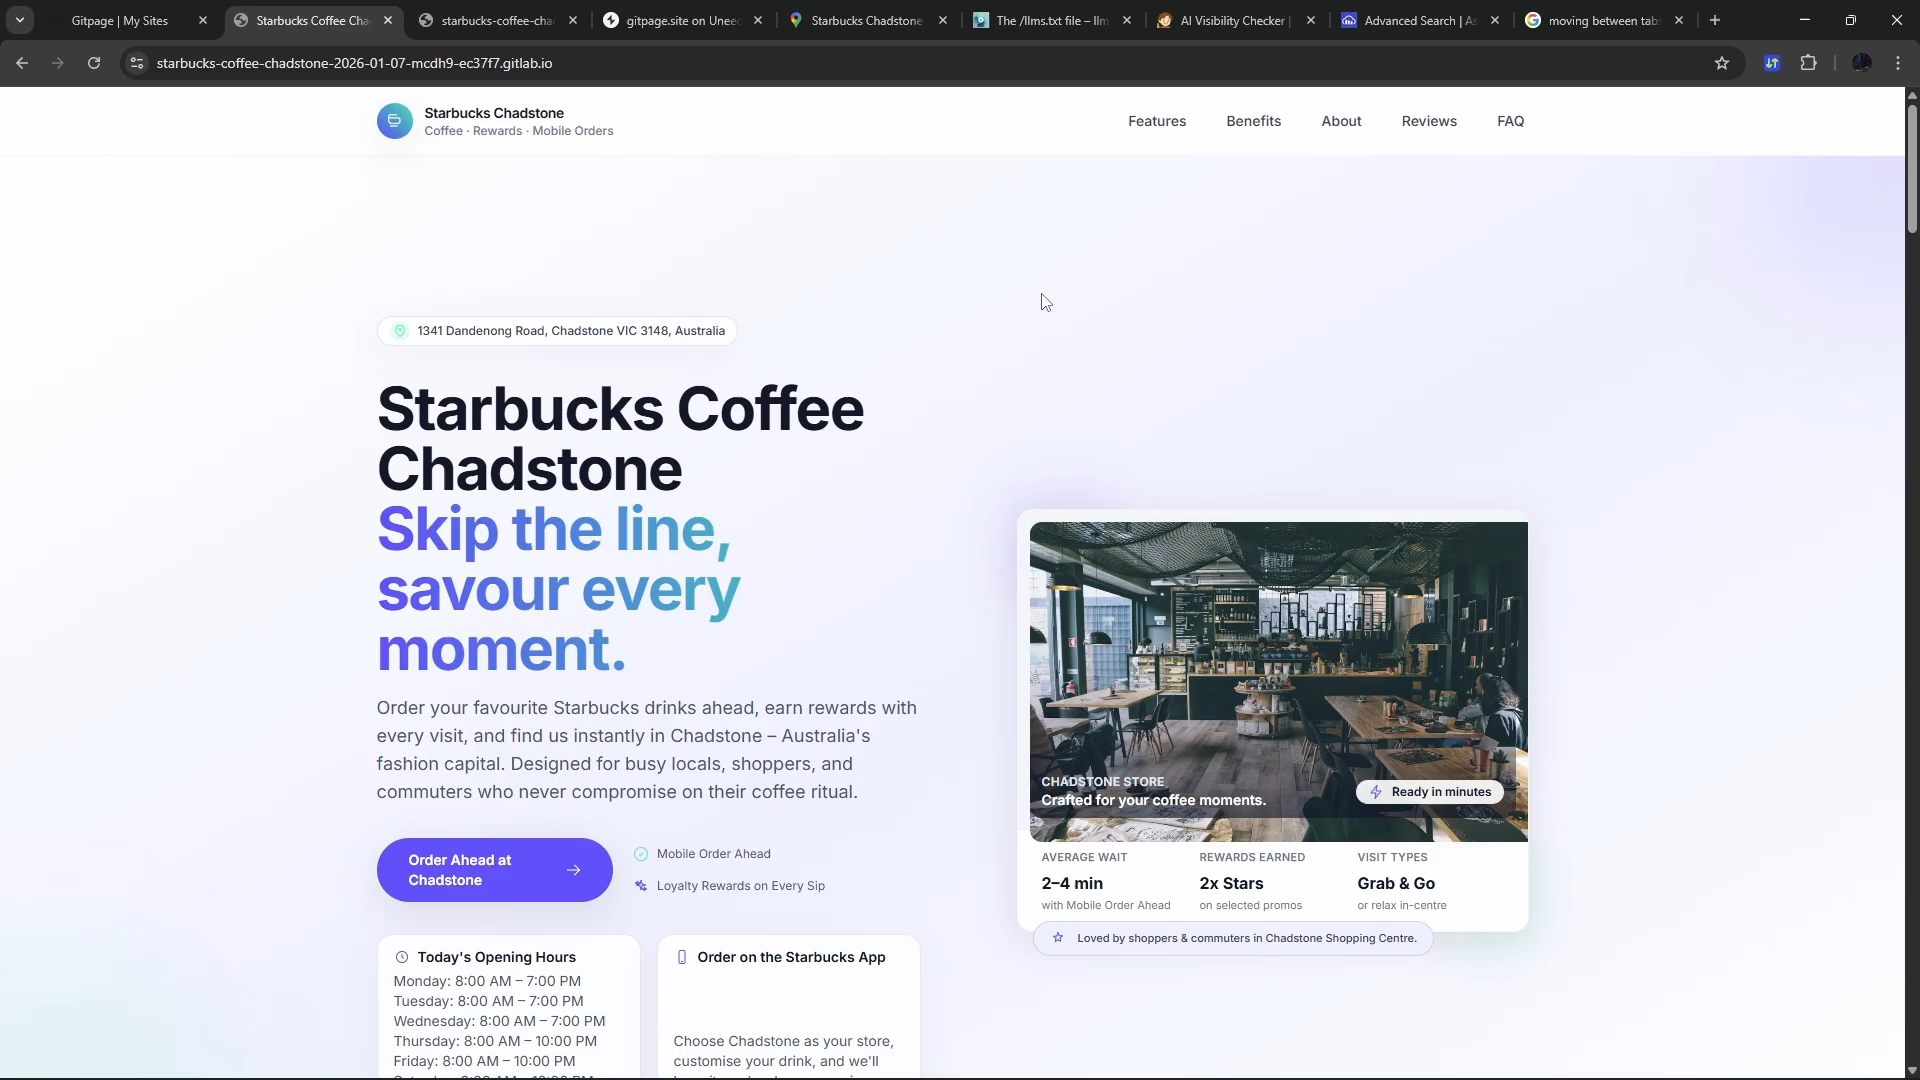 Gitpage | My Sites
Starbucks Coffee Cha
starbucks-coffee-chad
gitpage.site on Unee
Starbucks Chadstone
The /llms.txt file – llm
AI Visibility Checker |
Advanced Search | As
moving between tab
starbucks-coffee-chadstone-2026-01-07-mcdh9-ec37f7.gitlab.io
Starbucks Chadstone
Coffee · Rewards · Mobile Orders
Features
Benefits
About
Reviews
FAQ
1341 Dandenong Road, Chadstone VIC 3148, Australia
Starbucks Coffee
Chadstone
Skip the line,
savour every
moment.
Order your favourite Starbucks drinks ahead, earn rewards with
every visit, and find us instantly in Chadstone – Australia's
fashion capital. Designed for busy locals, shoppers, and
commuters who never compromise on their coffee ritual.
Order Ahead at
Chadstone
Mobile Order Ahead
Loyalty Rewards on Every Sip
Today's Opening Hours
Monday: 8:00 AM – 7:00 PM
Tuesday: 8:00 AM – 7:00 PM
Wednesday: 8:00 AM – 7:00 PM
Thursday: 8:00 AM – 10:00 PM
Friday: 8:00 AM – 10:00 PM
Order on the Starbucks App
Choose Chadstone as your store,
customise your drink, and we'll
CHADSTONE STORE
Crafted for your coffee moments.
Ready in minutes
AVERAGE WAIT
2–4 min
with Mobile Order Ahead
REWARDS EARNED
2x Stars
on selected promos
VISIT TYPES
Grab & Go
or relax in-centre
Loved by shoppers & commuters in Chadstone Shopping Centre.